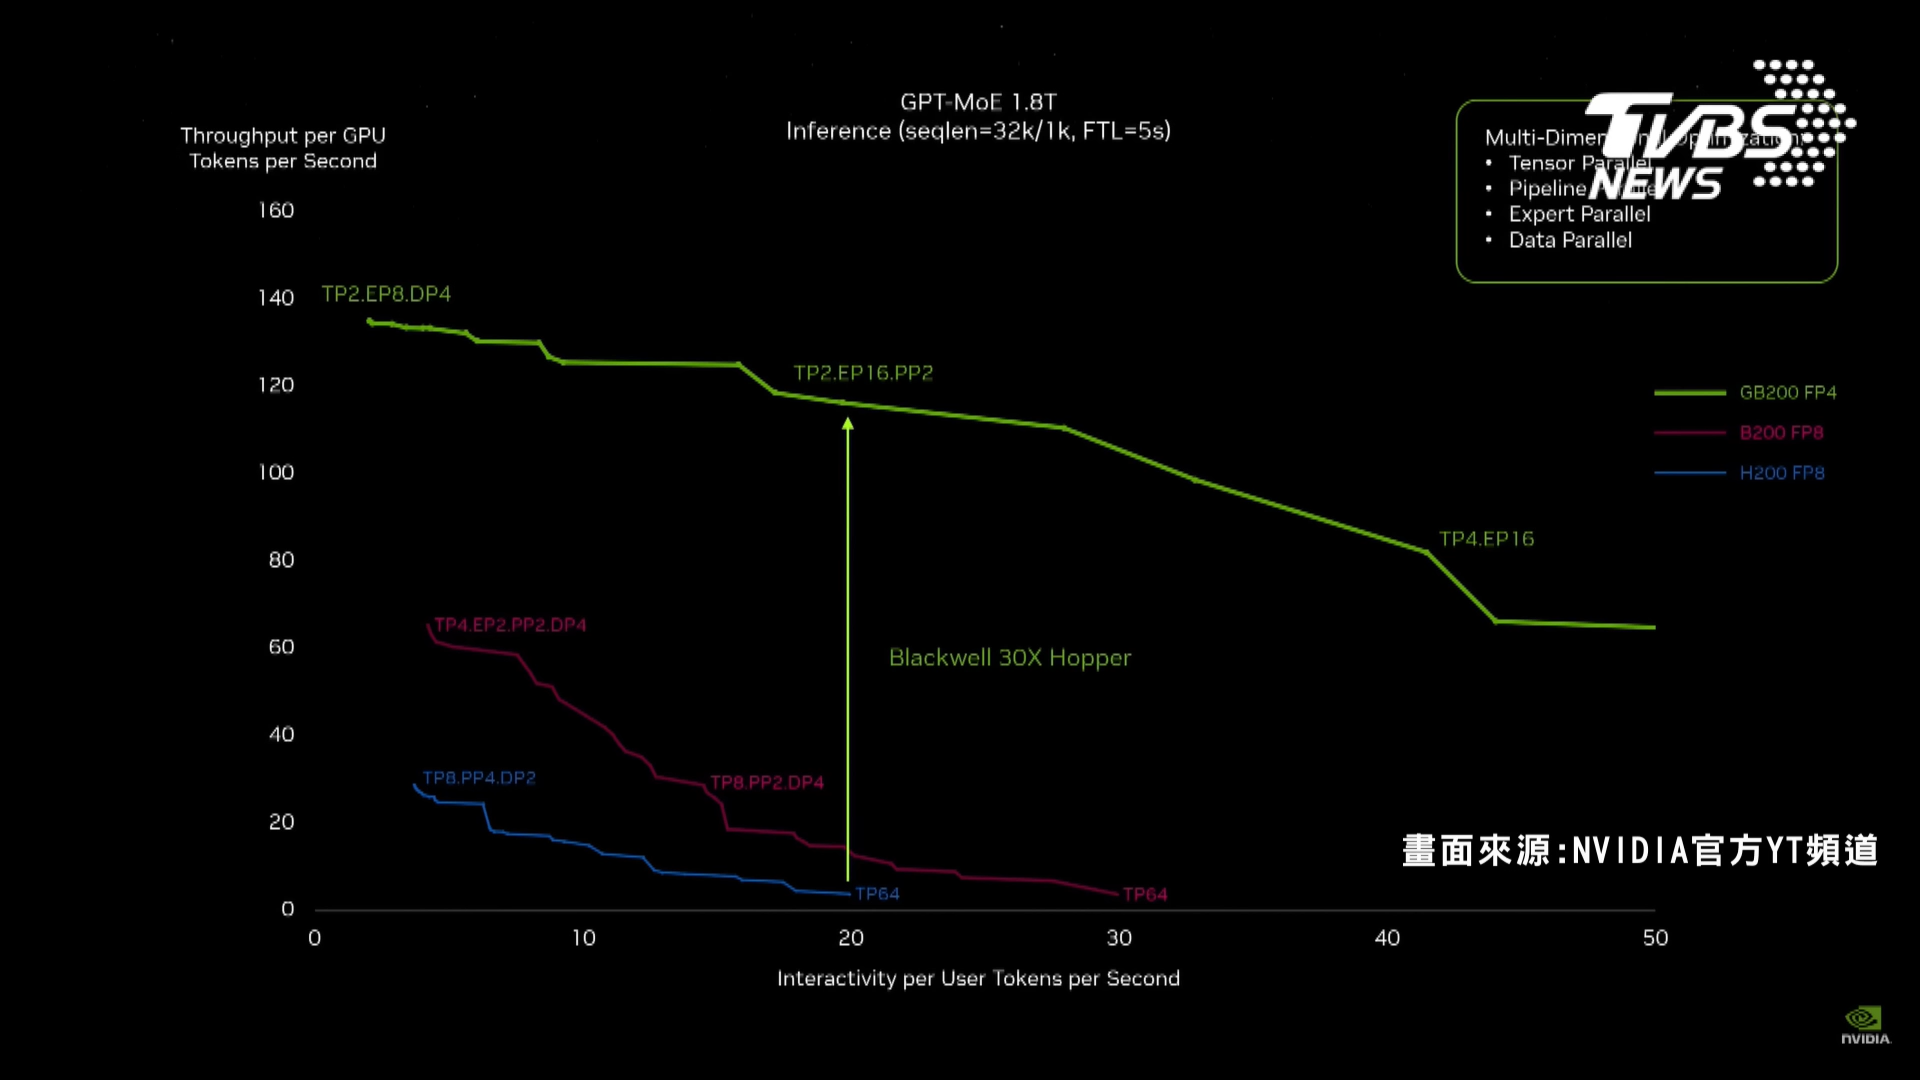 GPT-MoE 1.8T
Inference (seqlen=32k/1k, FTL=5s)
Throughput per GPU
Tokens per Second
TVBS
NEWS
Multi-Dimen
• Tensor Parallel
• Pipeline
• Expert Parallel
• Data Parallel
160
140
120
100
80
60
40
20
0
TP2.EP8.DP4
TP2.EP16.PP2
GB200 FP4
B200 FP8
H200 FP8
TP4.EP16
TP4.EP2.PP2.DP4
Blackwell 30X Hopper
TP8.PP4.DP2
TP8.PP2.DP4
畫面來源:NVIDIA官方YT頻道
TP64
TP64
0 10 20 30 40 50
Interactivity per User Tokens per Second
NVIDIA.